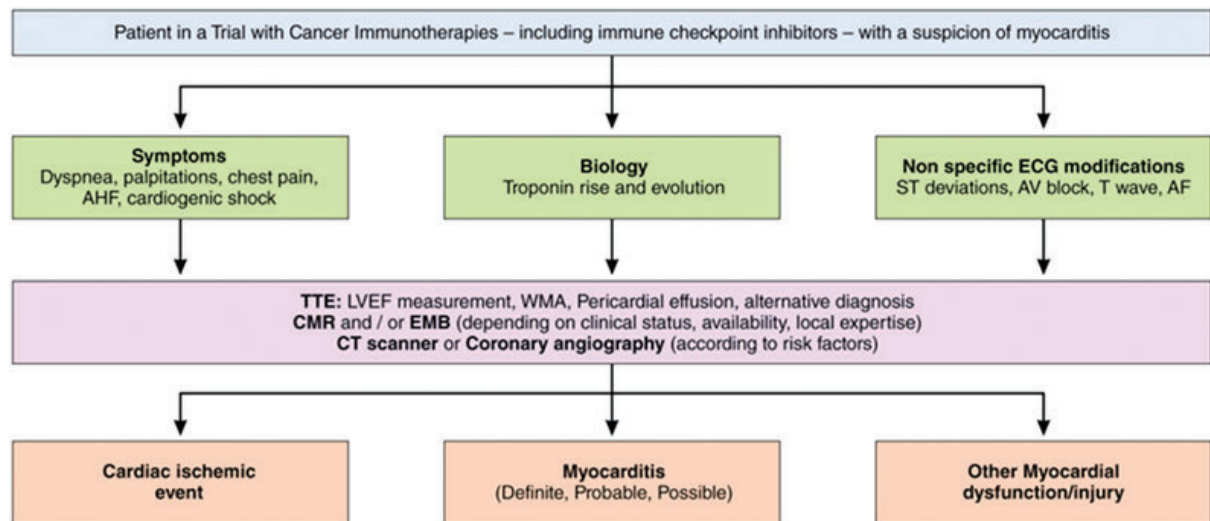 Patient in a Trial with Cancer Immunotherapies – including immune checkpoint inhibitors – with a suspicion of myocarditis
Symptoms
Dyspnea, palpitations, chest pain,
AHF, cardiogenic shock
Biology
Troponin rise and evolution
Non specific ECG modifications
ST deviations, AV block, T wave, AF
TTE: LVEF measurement, WMA, Pericardial effusion, alternative diagnosis
CMR and / or EMB (depending on clinical status, availability, local expertise)
CT scanner or Coronary angiography (according to risk factors)
Cardiac ischemic
event
Myocarditis
(Definite, Probable, Possible)
Other Myocardial
dysfunction/injury